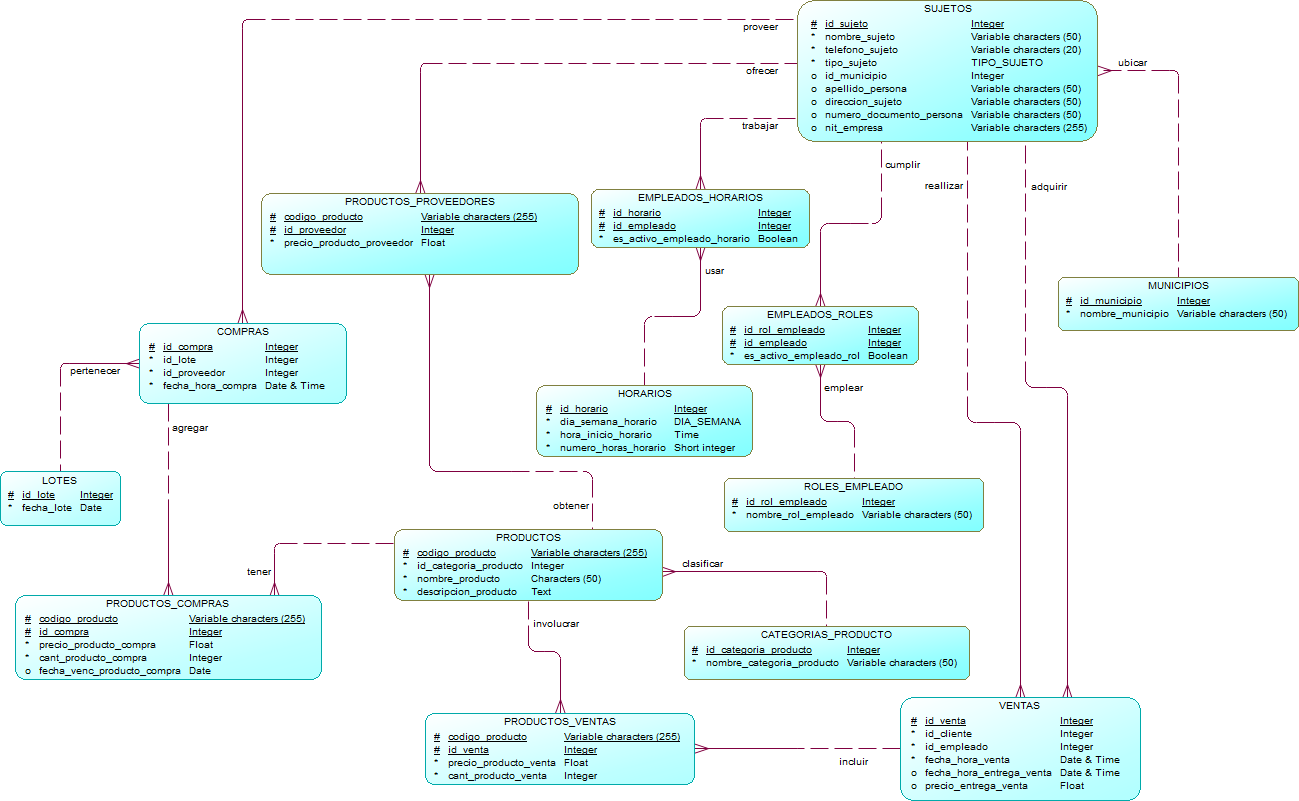 SUJETOS
# id_sujeto Integer
* nombre_sujeto Variable characters (50)
* telefono_sujeto Variable characters (20)
* tipo_sujeto TIPO_SUJETO
o id_municipio Integer
o apellido_persona Variable characters (50)
o direccion_sujeto Variable characters (50)
o numero_documento_persona Variable characters (50)
o nit_empresa Variable characters (255)
proveer
ofrecer
trabajar
ubicar
cumplir
reallizar
adquirir
PRODUCTOS_PROVEEDORES
# codigo_producto Variable characters (255)
# id_proveedor Integer
* precio_producto_proveedor Float
EMPLEADOS_HORARIOS
# id_horario Integer
# id_empleado Integer
* es_activo_empleado_horario Boolean
usar
MUNICIPIOS
# id_municipio Integer
* nombre_municipio Variable characters (50)
EMPLEADOS_ROLES
# id_rol_empleado Integer
# id_empleado Integer
* es_activo_empleado_rol Boolean
emplear
COMPRAS
# id_compra Integer
* id_lote Integer
* id_proveedor Integer
* fecha_hora_compra Date & Time
pertenecer
agregar
HORARIOS
# id_horario Integer
* dia_semana_horario DIA_SEMANA
* hora_inicio_horario Time
* numero_horas_horario Short integer
LOTES
# id_lote Integer
* fecha_lote Date
ROLES_EMPLEADO
# id_rol_empleado Integer
* nombre_rol_empleado Variable characters (50)
obtener
PRODUCTOS
# codigo_producto Variable characters (255)
* id_categoria_producto Integer
* nombre_producto Characters (50)
* descripcion_producto Text
tener
clasificar
involucrar
PRODUCTOS_COMPRAS
# codigo_producto Variable characters (255)
# id_compra Integer
* precio_producto_compra Float
* cant_producto_compra Integer
o fecha_venc_producto_compra Date
CATEGORIAS_PRODUCTO
# id_categoria_producto Integer
* nombre_categoria_producto Variable characters (50)
PRODUCTOS_VENTAS
# codigo_producto Variable characters (255)
# id_venta Integer
* precio_producto_venta Float
* cant_producto_venta Integer
incluir
VENTAS
# id_venta Integer
* id_cliente Integer
* id_empleado Integer
* fecha_hora_venta Date & Time
o fecha_hora_entrega_venta Date & Time
o precio_entrega_venta Float